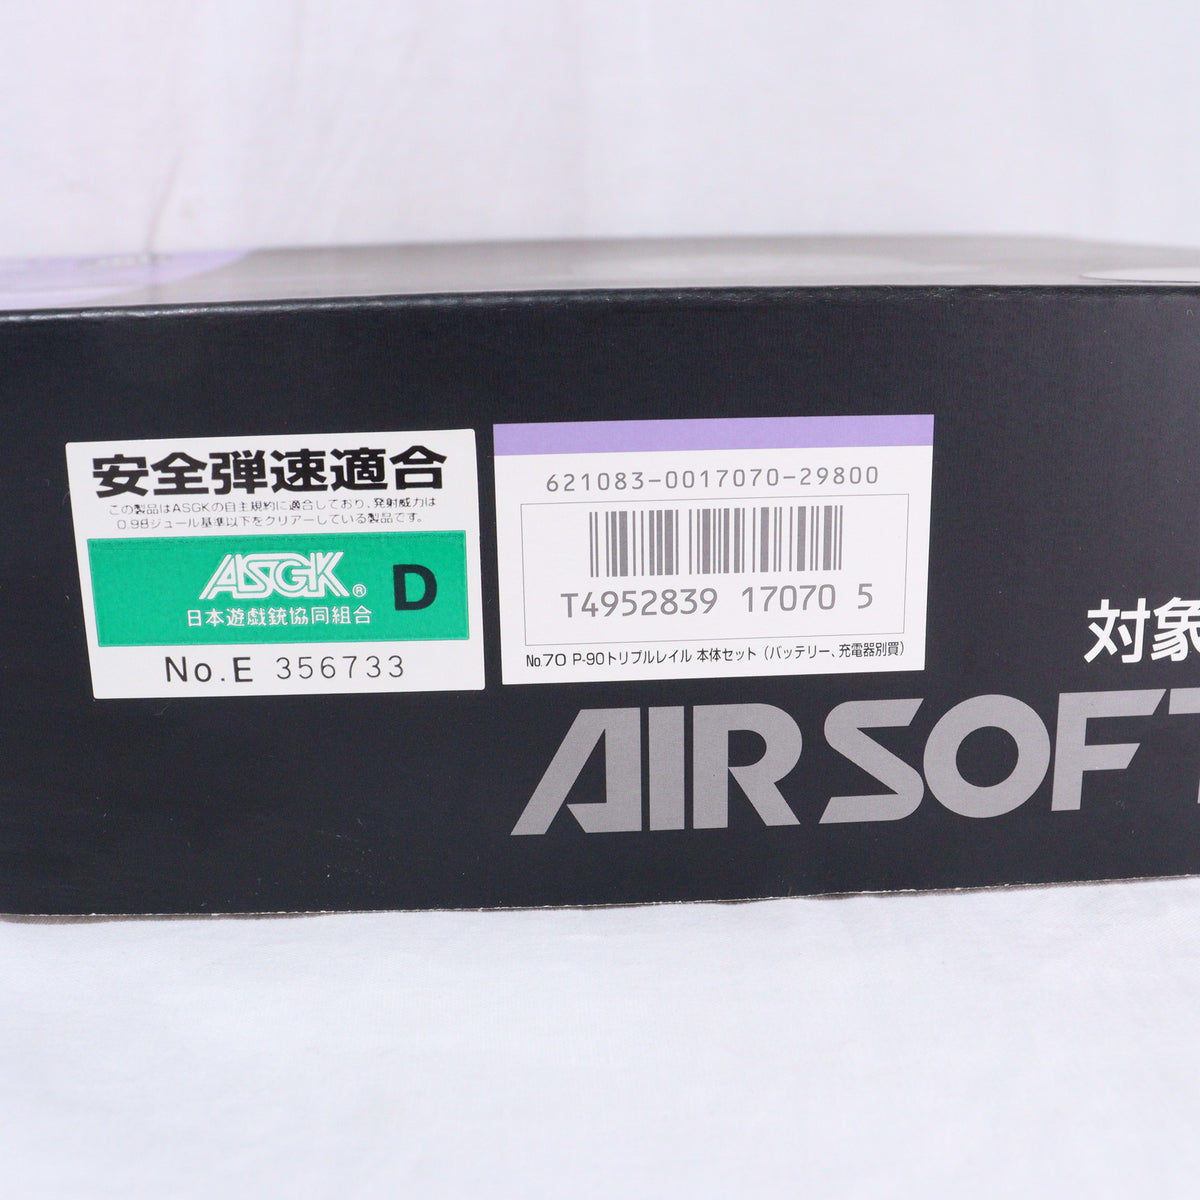 安全弾速適合
この製品はASGKの自主規約に適合しており、発射威力は
0.98ジュール基準以下をクリアーしている製品です。
ASGK® D
日本遊戯銃協同組合
No.E 356733
621083-0017070-29800
T4952839 17070 5
No.70 P-90トリプルレイル 本体セット（バッテリー、充電器別買）
対象
AIRSOFT